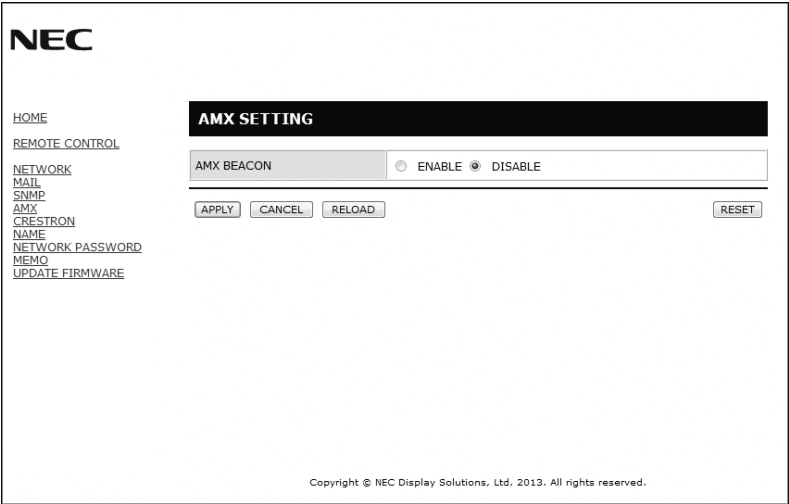 NEC
HOME
REMOTE CONTROL
NETWORK
MAIL
SNMP
AMX
CRESTRON
NAME
NETWORK PASSWORD
MEMO
UPDATE FIRMWARE
AMX SETTING
AMX BEACON ENABLE DISABLE
APPLY CANCEL RELOAD RESET
Copyright © NEC Display Solutions, Ltd. 2013. All rights reserved.